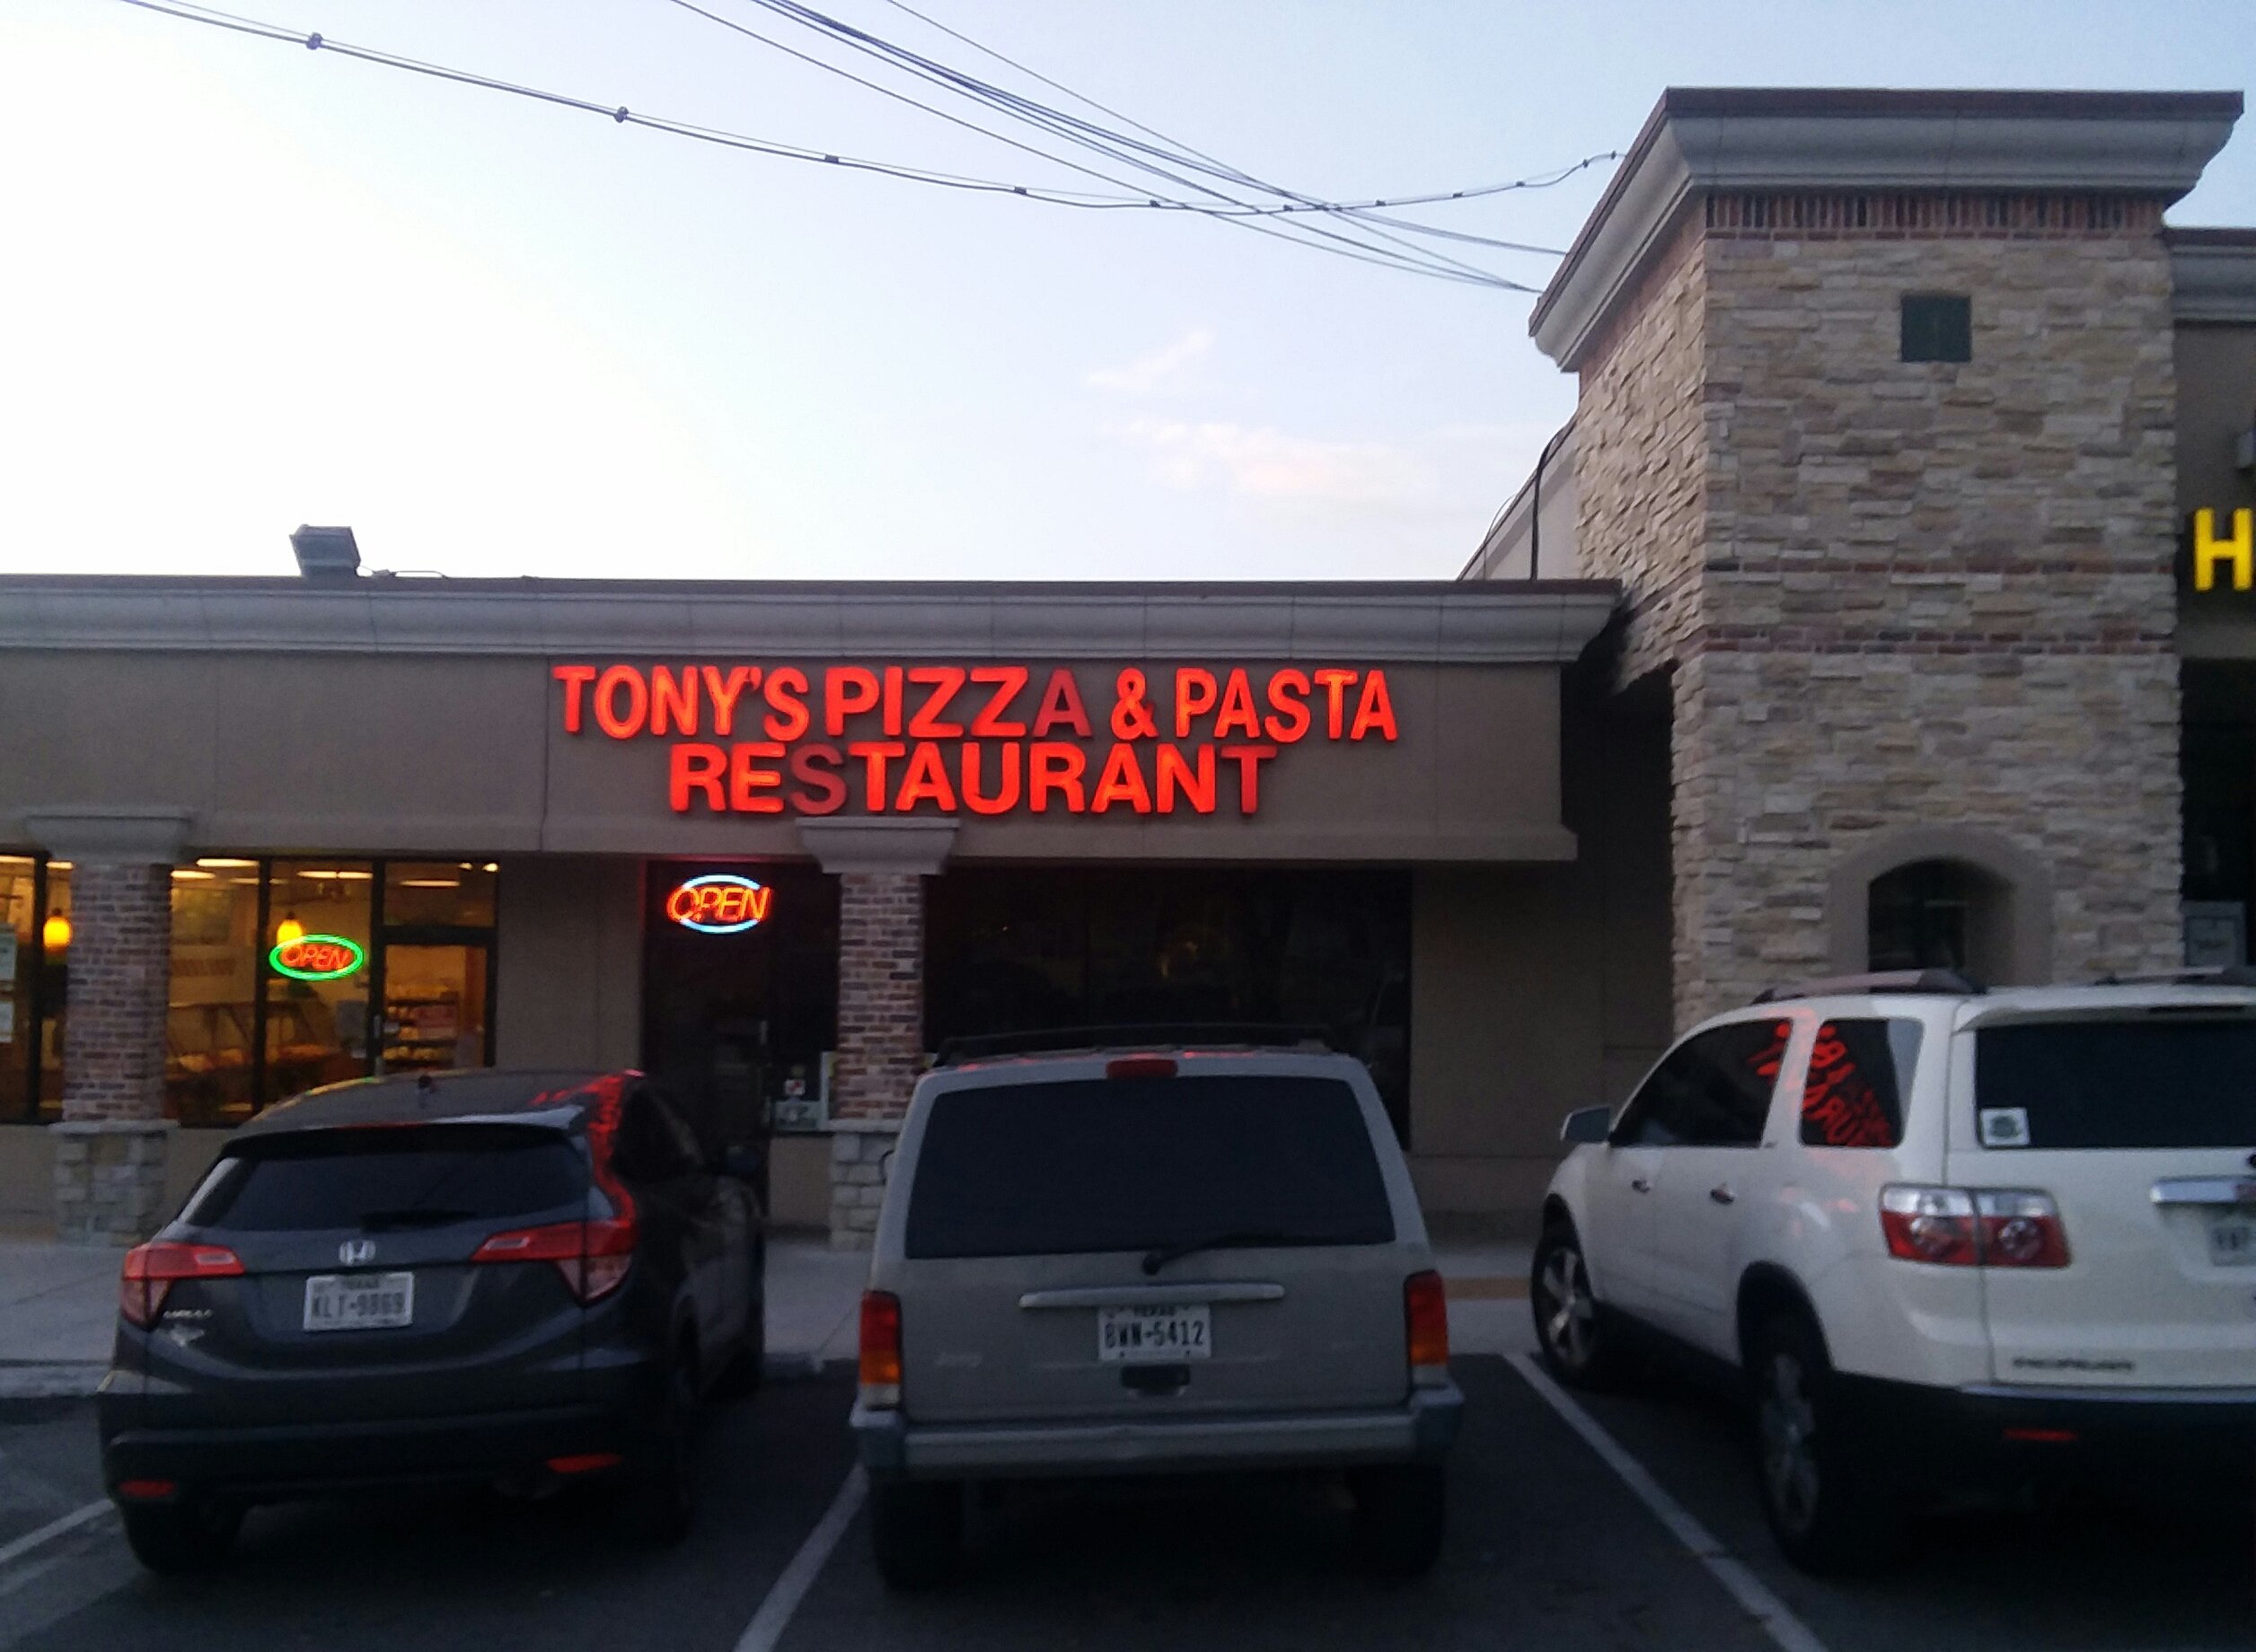 H
TONY'S PIZZA & PASTA
RESTAURANT
OPEN
OPEN
TEXAS
KLT-9869
TEXAS
BWN-5412